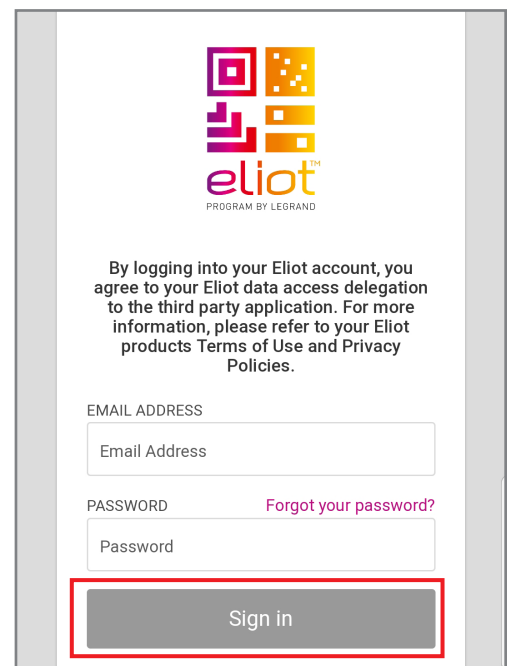 eliot™
PROGRAM BY LEGRAND
By logging into your Eliot account, you
agree to your Eliot data access delegation
to the third party application. For more
information, please refer to your Eliot
products Terms of Use and Privacy
Policies.
EMAIL ADDRESS
Email Address
PASSWORD Forgot your password?
Password
Sign in